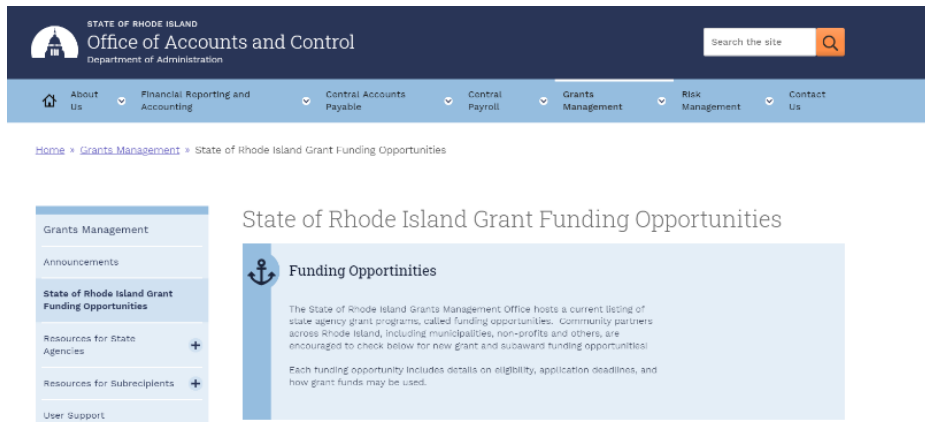 STATE OF RHODE ISLAND
Office of Accounts and Control
Department of Administration
Search the site
About
Us
Financial Reporting and
Accounting
Central Accounts
Payable
Central
Payroll
Grants
Management
Risk
Management
Contact
Us
Home » Grants Management » State of Rhode Island Grant Funding Opportunities
Grants Management
Announcements
State of Rhode Island Grant
Funding Opportunities
Resources for State
Agencies
Resources for Subrecipients
User Support
State of Rhode Island Grant Funding Opportunities
Funding Opportinities
The State of Rhode Island Grants Management Office hosts a current listing of
state agency grant programs, called funding opportunities. Community partners
across Rhode Island, including municipalities, non-profits and others, are
encouraged to check below for new grant and subaward funding opportunities!
Each funding opportunity includes details on eligibility, application deadlines, and
how grant funds may be used.